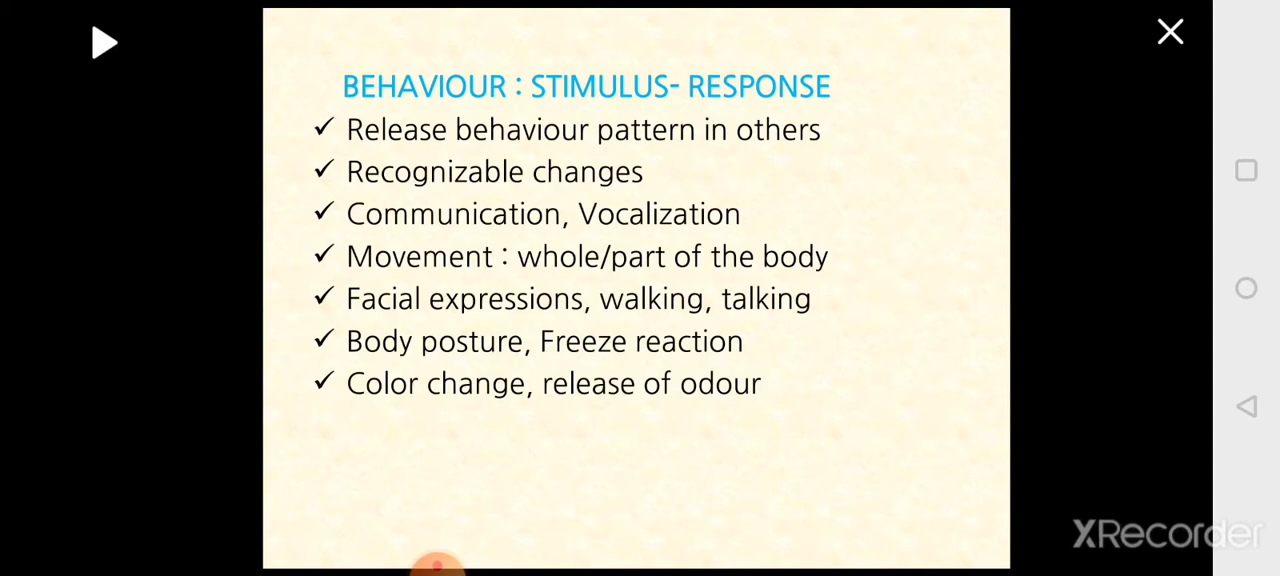 BEHAVIOUR : STIMULUS- RESPONSE
✓ Release behaviour pattern in others
✓ Recognizable changes
✓ Communication, Vocalization
✓ Movement : whole/part of the body
✓ Facial expressions, walking, talking
✓ Body posture, Freeze reaction
✓ Color change, release of odour
XRecorder